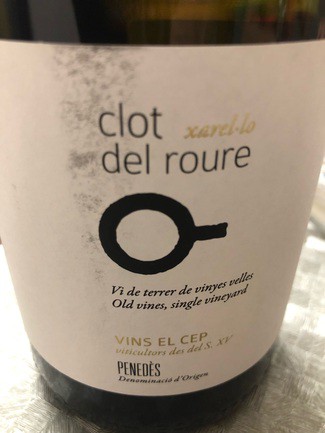 clot xarel·lo
del roure
Vi de terrer de vinyes velles
Old vines, single vineyard
VINS EL CEP
viticultors des del S. XV
PENEDÈS
Denominació d'Origen